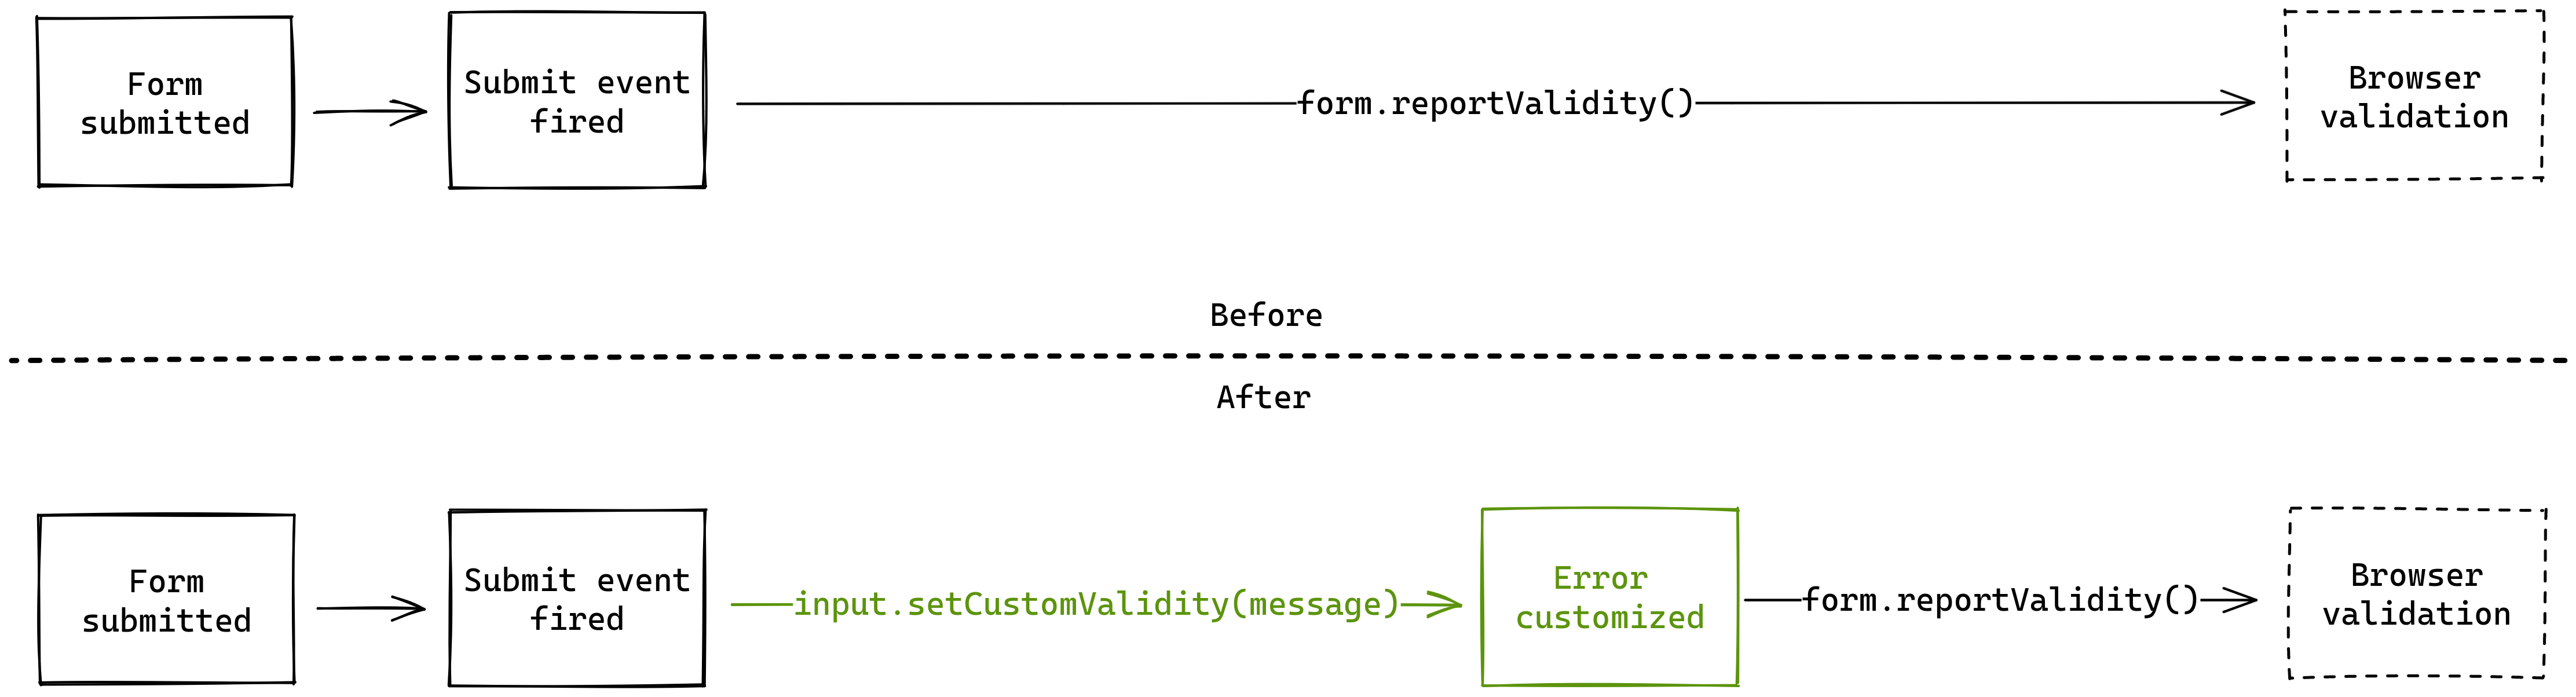 Form
submitted
Submit event
fired
form.reportValidity()
Browser
validation
Before
After
Form
submitted
Submit event
fired
input.setCustomValidity(message)
Error
customized
form.reportValidity()
Browser
validation